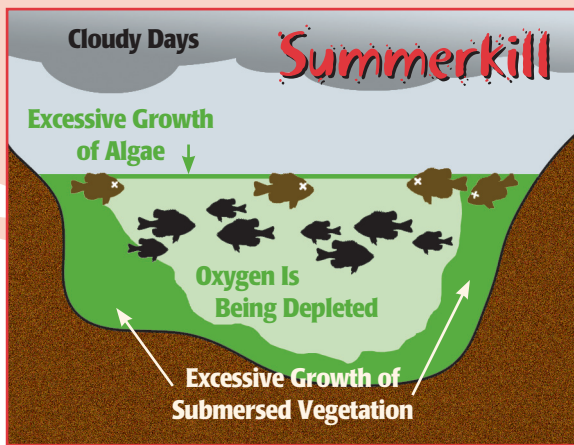 Cloudy Days
Summerkill
Excessive Growth
of Algae
Oxygen Is
Being Depleted
Excessive Growth of
Submersed Vegetation